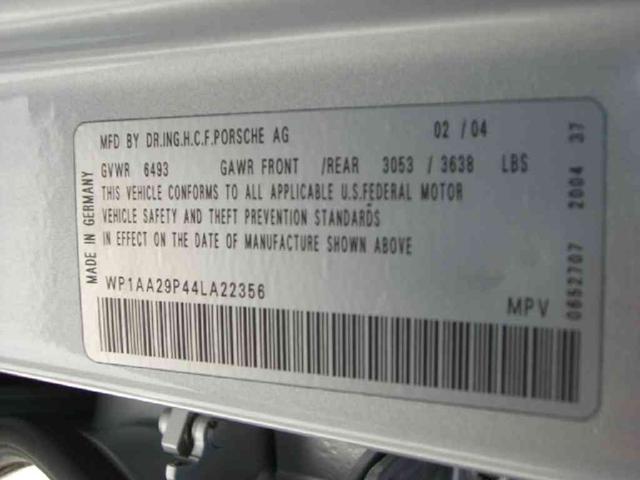 MFD BY DR.ING.H.C.F.PORSCHE AG 02 / 04
GVWR 6493 GAWR FRONT /REAR 3053 / 3638 LBS
THIS VEHICLE CONFORMS TO ALL APPLICABLE U.S.FEDERAL MOTOR
VEHICLE SAFETY AND THEFT PREVENTION STANDARDS
IN EFFECT ON THE DATE OF MANUFACTURE SHOWN ABOVE
WP1AA29P44LA22356
MPV
MADE IN GERMANY
0652707 2004 37